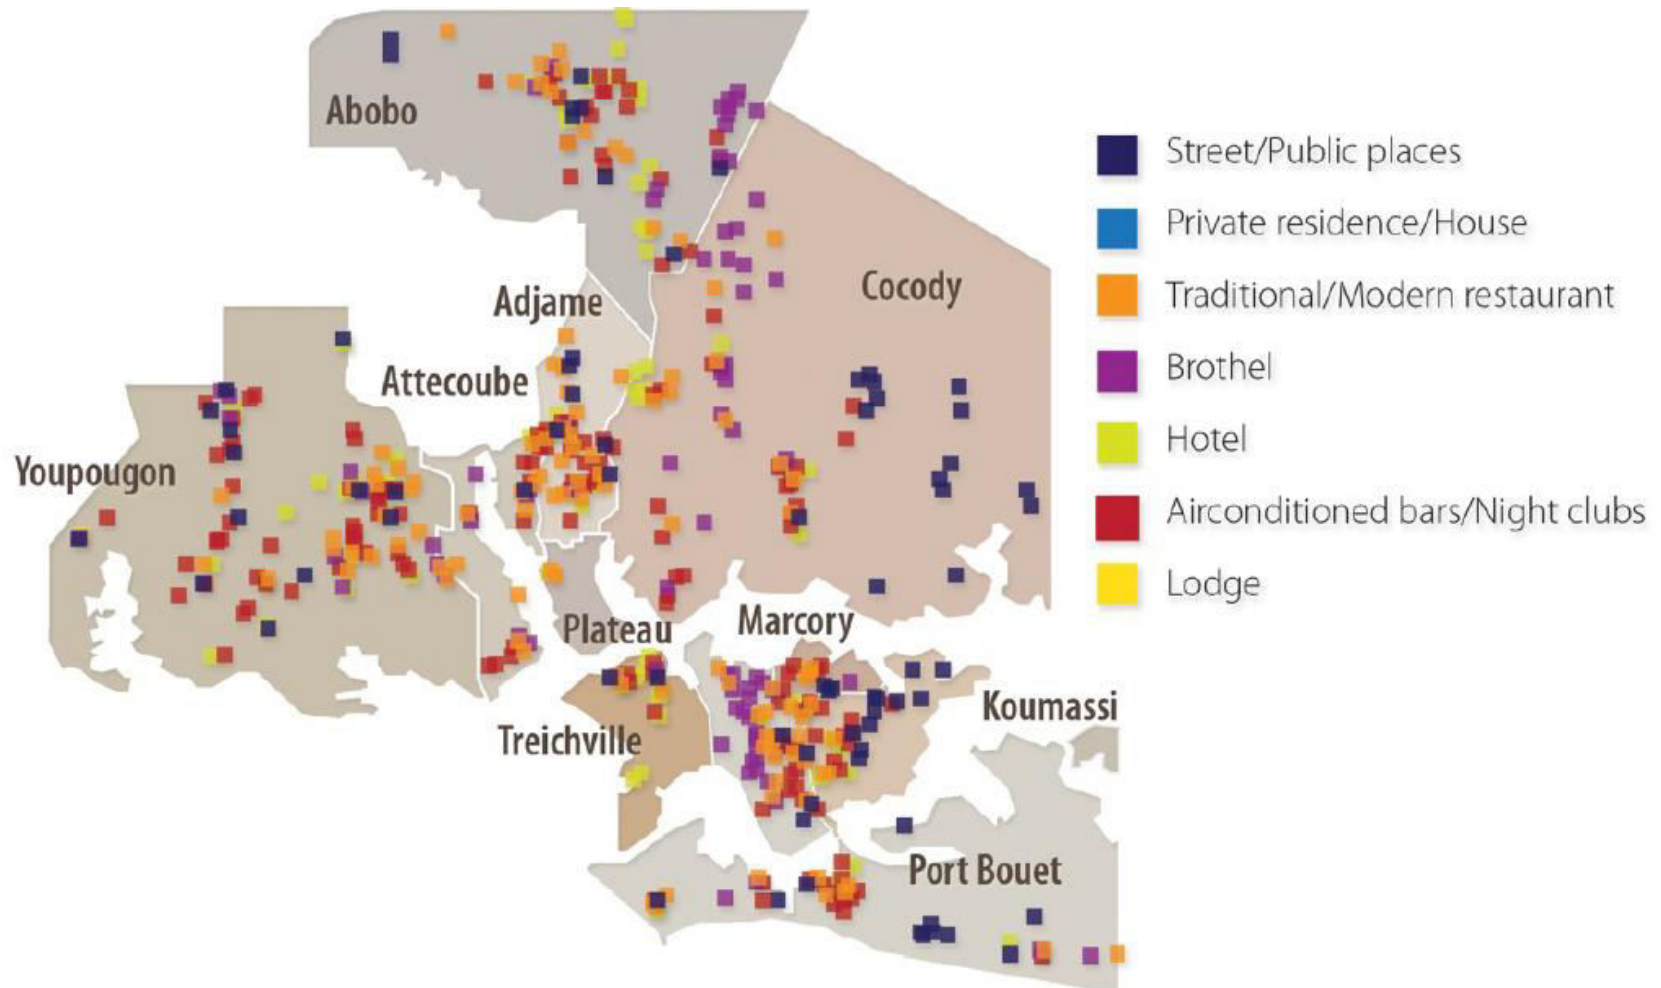 Abobo
Adjame
Cocody
Attecoube
Youpougon
Plateau
Marcory
Treichville
Koumassi
Port Bouet
Street/Public places
Private residence/House
Traditional/Modern restaurant
Brothel
Hotel
Airconditioned bars/Night clubs
Lodge